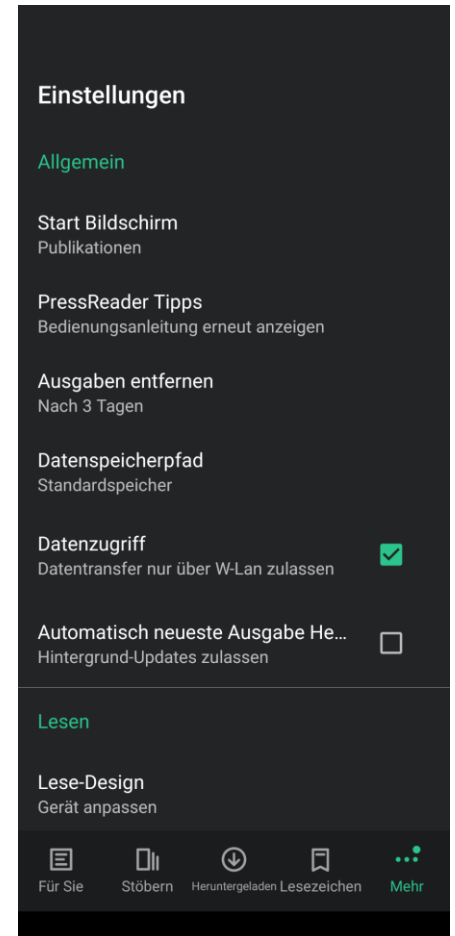 Einstellungen
Allgemein
Start Bildschirm
Publikationen
PressReader Tipps
Bedienungsanleitung erneut anzeigen
Ausgaben entfernen
Nach 3 Tagen
Datenspeicherpfad
Standardspeicher
Datenzugriff
Datentransfer nur über W-Lan zulassen
Automatisch neueste Ausgabe He...
Hintergrund-Updates zulassen
Lesen
Lese-Design
Gerät anpassen
Für Sie Stöbern Heruntergeladen Lesezeichen Mehr